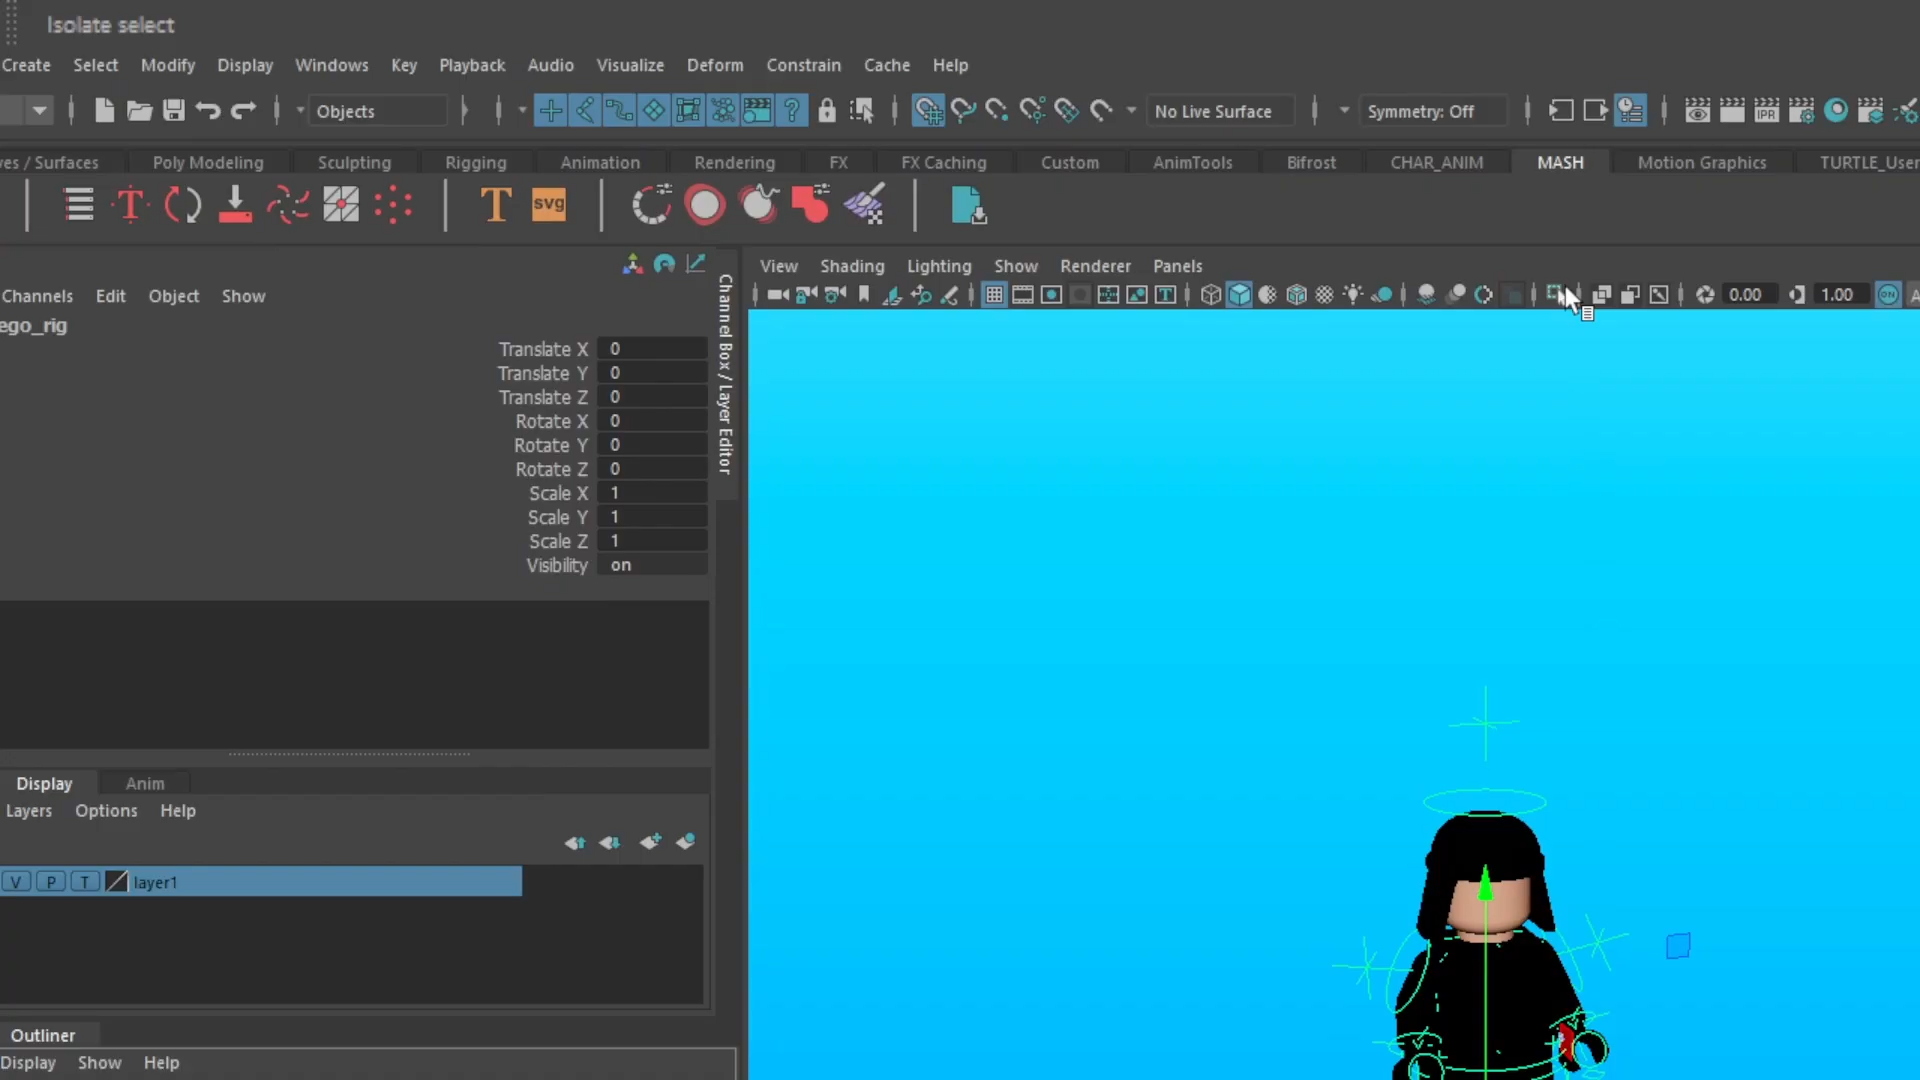 Isolate select
Create Select Modify Display Windows Key Playback Audio Visualize Deform Constrain Cache Help
Objects No Live Surface Symmetry: Off IPR
ves / Surfaces Poly Modeling Sculpting Rigging Animation Rendering FX FX Caching Custom AnimTools Bifrost CHAR_ANIM MASH Motion Graphics TURTLE_User
T T svg
View Shading Lighting Show Renderer Panels
0.00 1.00 ON
Channels Edit Object Show
ego_rig
Translate X 0
Translate Y 0
Translate Z 0
Rotate X 0
Rotate Y 0
Rotate Z 0
Scale X 1
Scale Y 1
Scale Z 1
Visibility on
Channel Box / Layer Editor
Display Anim
Layers Options Help
V P T layer1
Outliner
Display Show Help